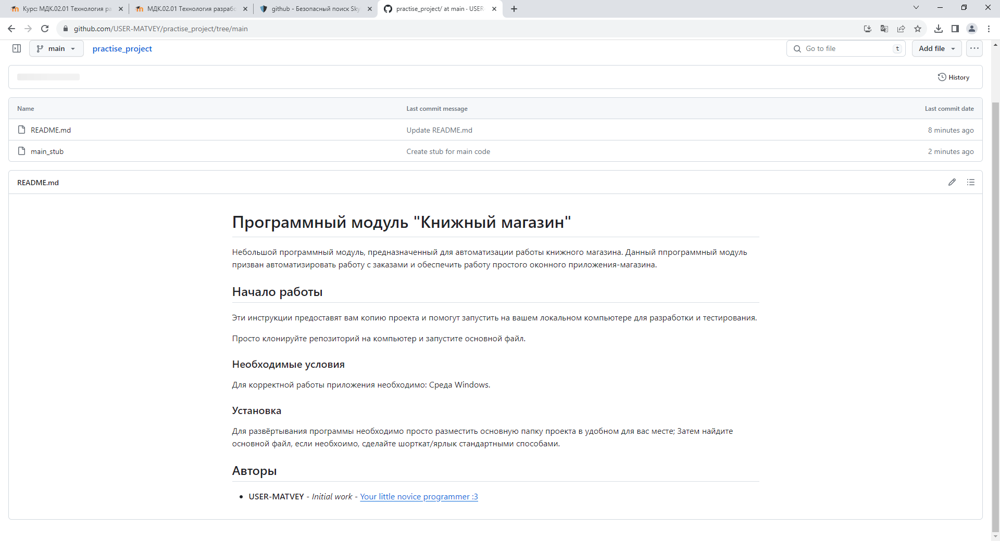 Курс: МДК.02.01 Технология ра
МДК.02.01 Технология разрабо
github - Безопасный поиск Sky
practise_project/ at main · USER-
github.com/USER-MATVEY/practise_project/tree/main
main
practise_project
Go to file
t
Add file
History
Name Last commit message Last commit date
README.md Update README.md 8 minutes ago
main_stub Create stub for main code 2 minutes ago
README.md
Программный модуль "Книжный магазин"
Небольшой программный модуль, предназначенный для автоматизации работы книжного магазина. Данный ппрограммный модуль
призван автоматизировать работу с заказами и обеспечить работу простого оконного приложения-магазина.
Начало работы
Эти инструкции предоставят вам копию проекта и помогут запустить на вашем локальном компьютере для разработки и тестирования.
Просто клонируйте репозиторий на компьютер и запустите основной файл.
Необходимые условия
Для корректной работы приложения необходимо: Среда Windows.
Установка
Для развёртывания программы необходимо просто разместить основную папку проекта в удобном для вас месте; Затем найдите
основной файл, если необхоимо, сделайте шорткат/ярлык стандартными способами.
Авторы
• USER-MATVEY - Initial work - Your little novice programmer :3